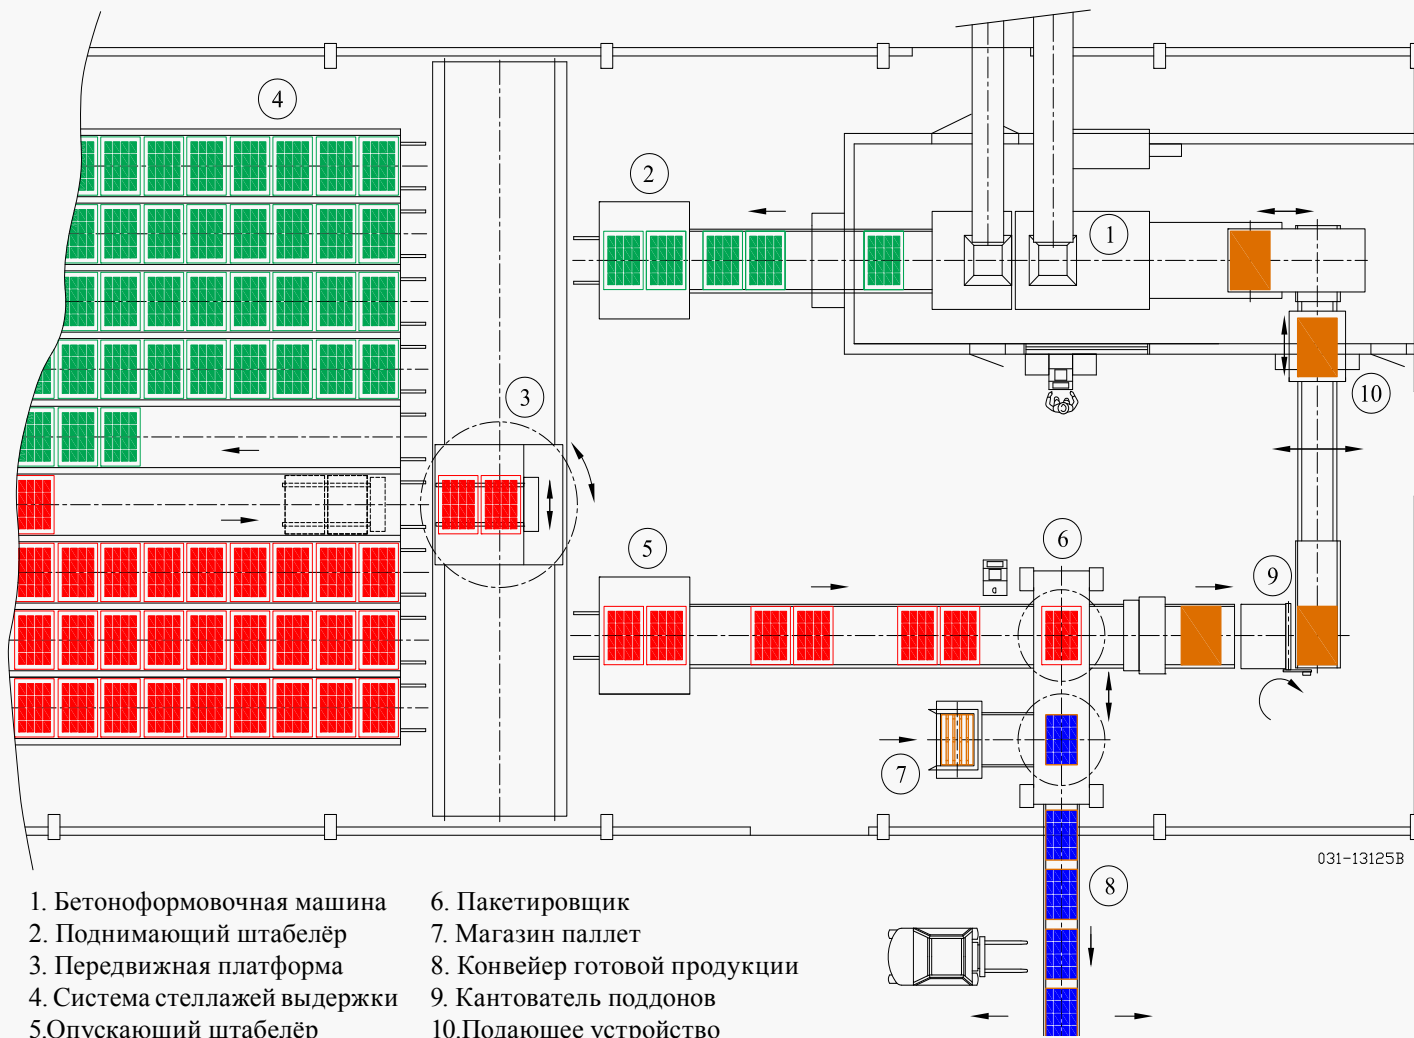 4
2
1
3
10
6
5
9
7
031-13125B
8
1. Бетоноформовочная машина
2. Поднимающий штабелёр
3. Передвижная платформа
4. Система стеллажей выдержки
5.Опускающий штабелёр
6. Пакетировщик
7. Магазин паллет
8. Конвейер готовой продукции
9. Кантователь поддонов
10.Подающее устройство